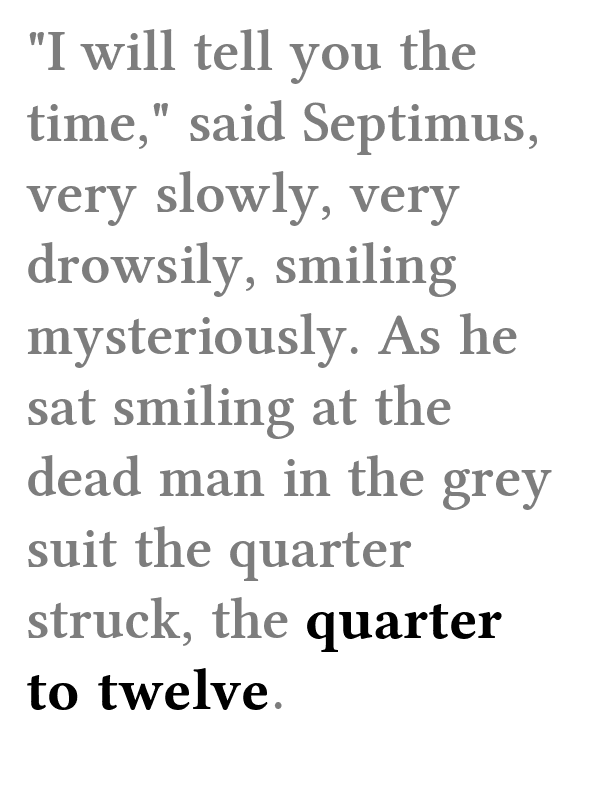 "I will tell you the
time," said Septimus,
very slowly, very
drowsily, smiling
mysteriously. As he
sat smiling at the
dead man in the grey
suit the quarter
struck, the quarter
to twelve.